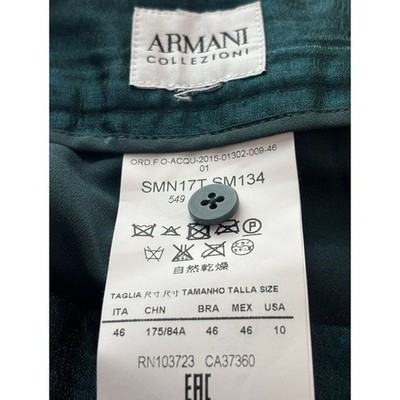 ARMANI
COLLEZIONI
ORD.F.O-ACQU-2015-01302-009-46
01
SMN17T SM134
549
自然乾燥
TAGLIA 尺寸 尺寸 TAMANHO TALLA SIZE
ITA CHN BRA MEX USA
46 175/84A 46 46 10
RN103723 CA37360
EAC